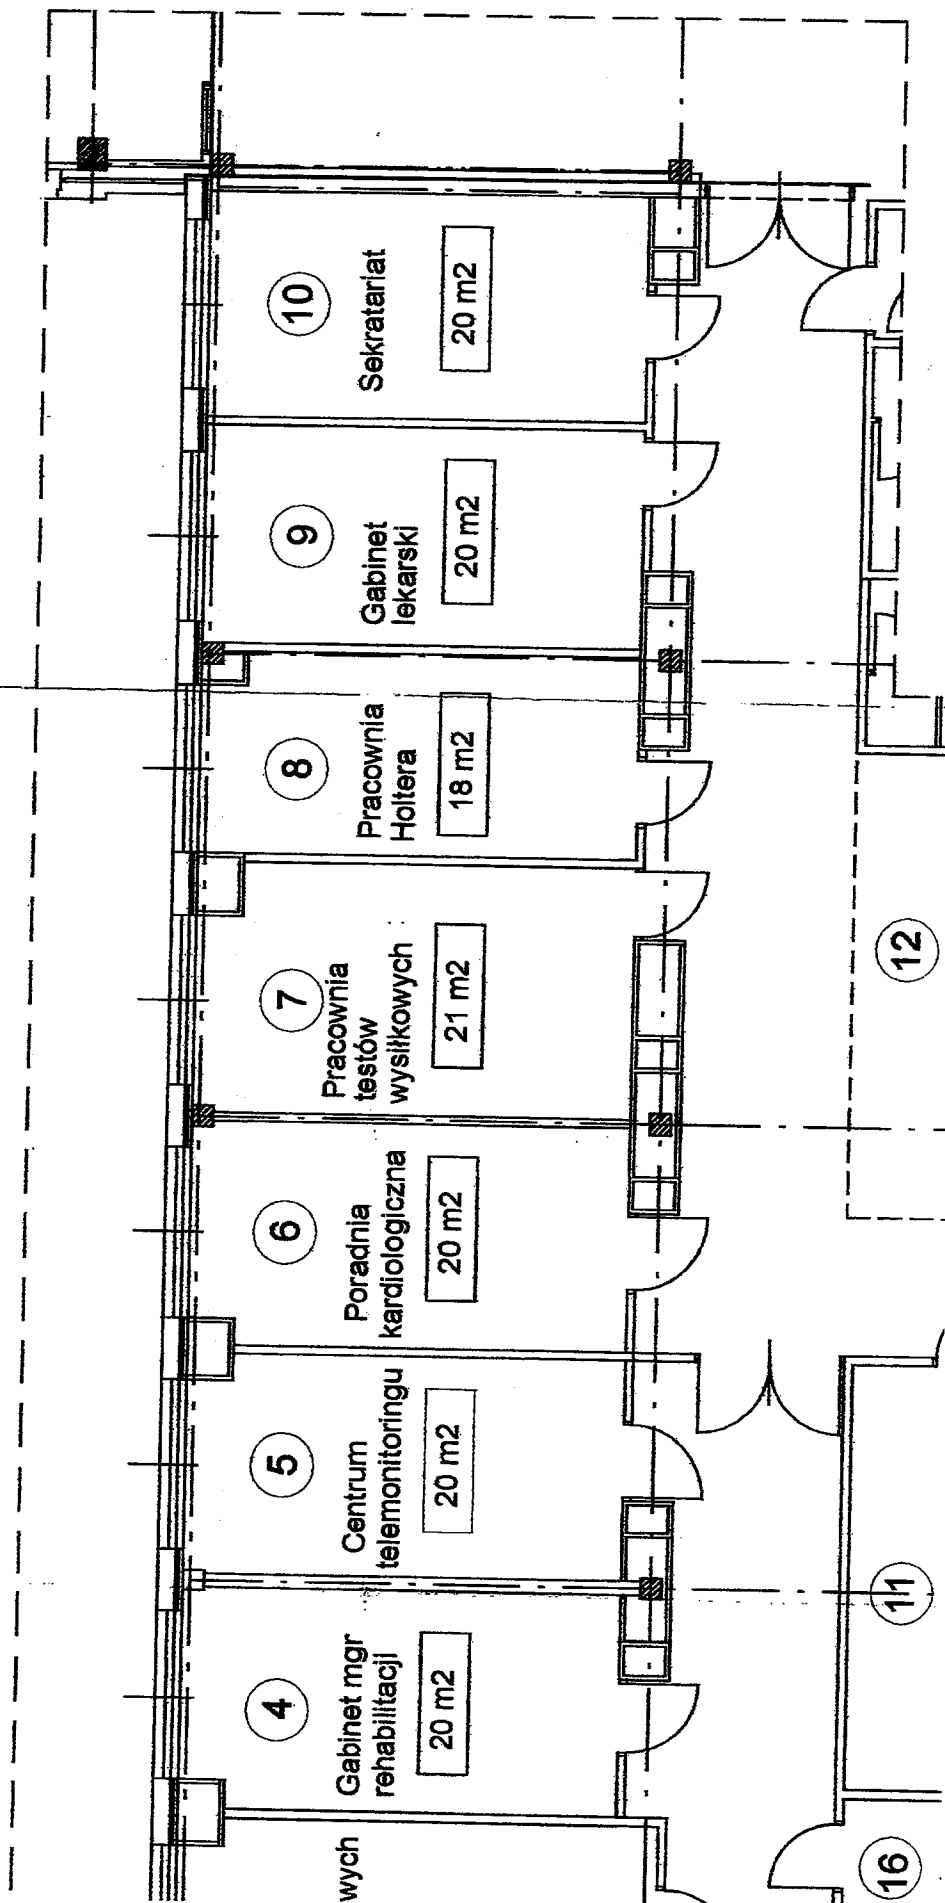 10
Sekratariat
20 m2
9
Gabinet
lekarski
20 m2
8
Pracownia
Holtera
18 m2
7
Pracownia
testów
wysiłkowych
21 m2
6
Poradnia
kardiologiczna
20 m2
5
Centrum
telemonitoringu
20 m2
4
Gabinet mgr
rehabilitacji
20 m2
wych
12
11
16